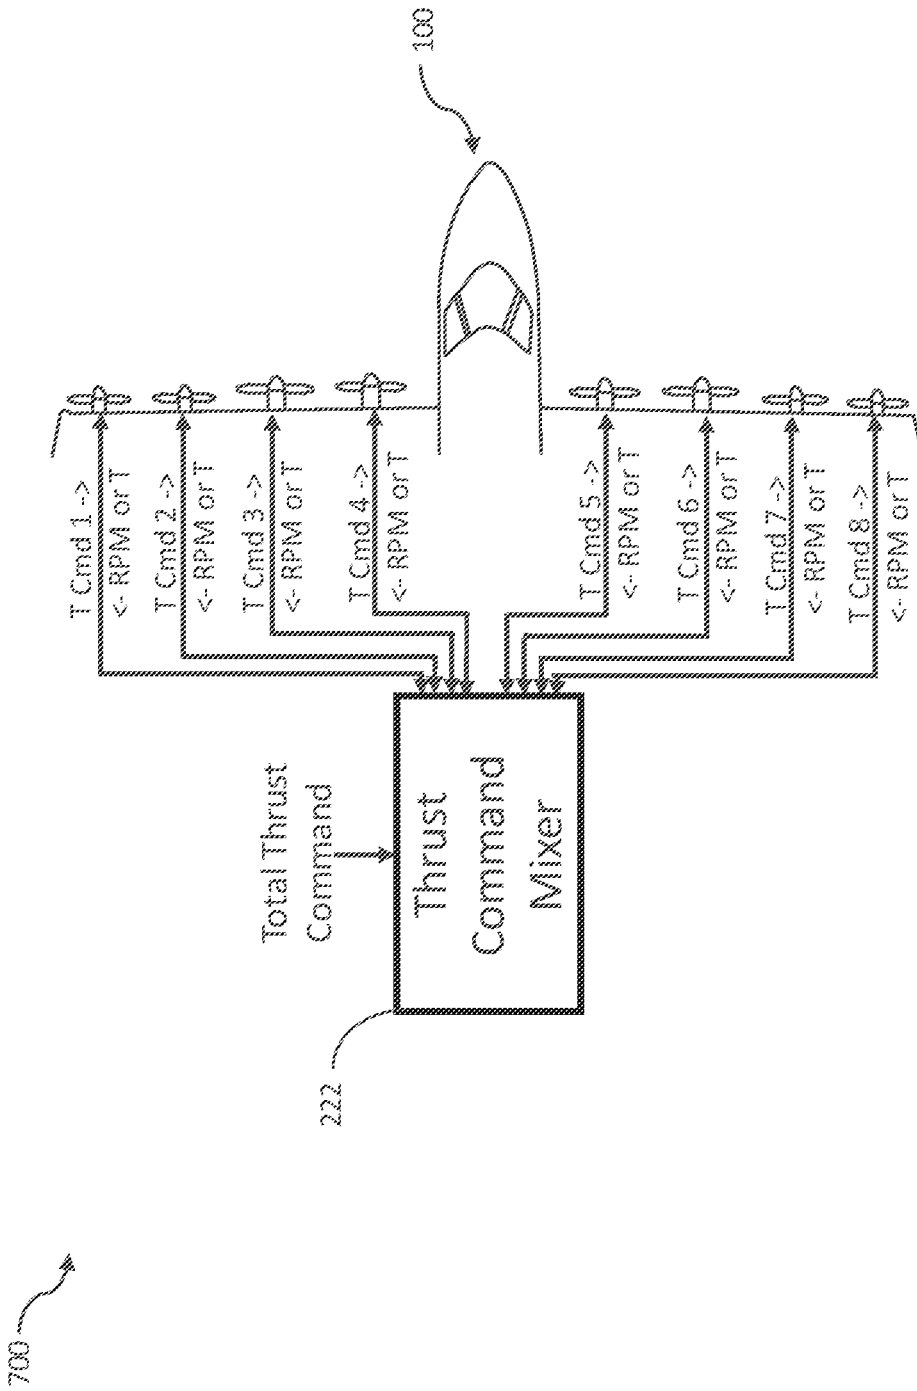 700
222
Total Thrust
Command
Thrust
Command
Mixer
T Cmd 1 ->
<- RPM or T
T Cmd 2 ->
<- RPM or T
T Cmd 3 ->
<- RPM or T
T Cmd 4 ->
<- RPM or T
T Cmd 5 ->
<- RPM or T
T Cmd 6 ->
<- RPM or T
T Cmd 7 ->
<- RPM or T
T Cmd 8 ->
<- RPM or T
100